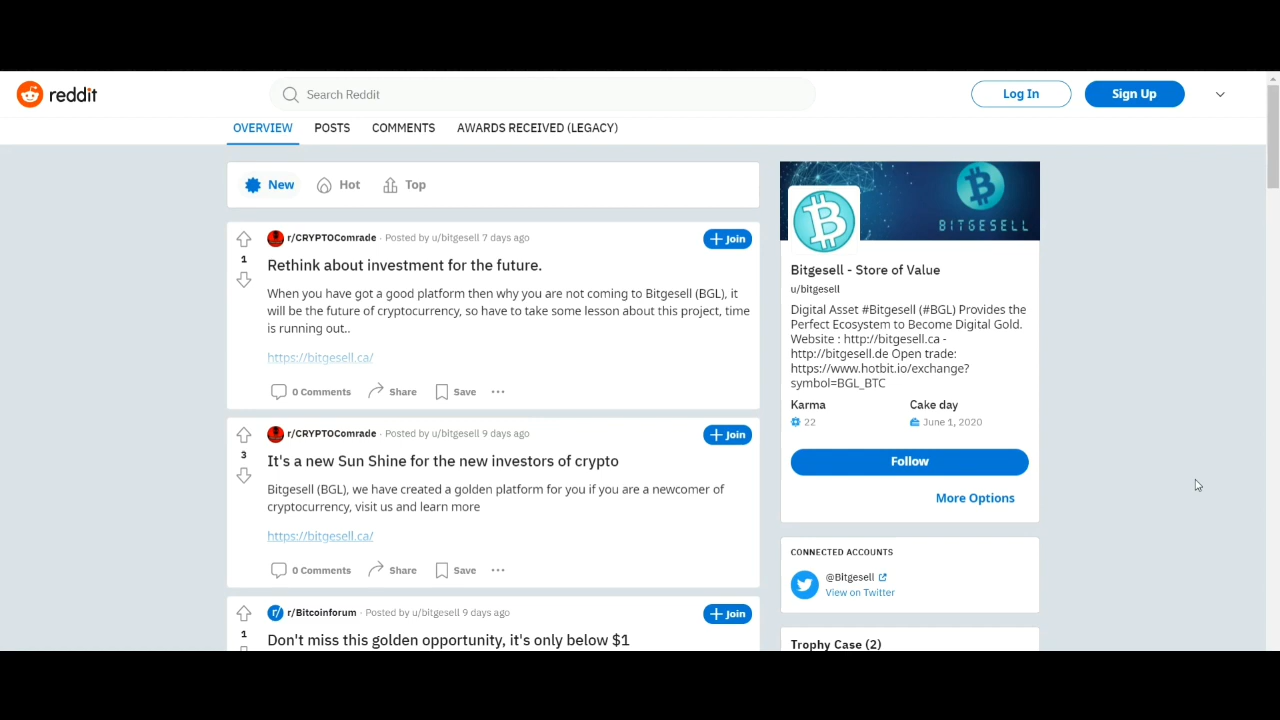 reddit
Search Reddit
Log In
Sign Up
OVERVIEW POSTS COMMENTS AWARDS RECEIVED (LEGACY)
New Hot Top
r/CRYPTOComrade · Posted by u/bitgesell 7 days ago
Join
1
Rethink about investment for the future.
When you have got a good platform then why you are not coming to Bitgesell (BGL), it
will be the future of cryptocurrency, so have to take some lesson about this project, time
is running out..
https://bitgesell.ca/
0 Comments Share Save
r/CRYPTOComrade · Posted by u/bitgesell 9 days ago
Join
3
It's a new Sun Shine for the new investors of crypto
Bitgesell (BGL), we have created a golden platform for you if you are a newcomer of
cryptocurrency, visit us and learn more
https://bitgesell.ca/
0 Comments Share Save
r/ r/Bitcoinforum · Posted by u/bitgesell 9 days ago
Join
1
Don't miss this golden opportunity, it's only below $1
BITGESELL
Bitgesell - Store of Value
u/bitgesell
Digital Asset #Bitgesell (#BGL) Provides the
Perfect Ecosystem to Become Digital Gold.
Website : http://bitgesell.ca -
http://bitgesell.de Open trade:
https://www.hotbit.io/exchange?
symbol=BGL_BTC
Karma Cake day
22 June 1, 2020
Follow
More Options
CONNECTED ACCOUNTS
@Bitgesell
View on Twitter
Trophy Case (2)